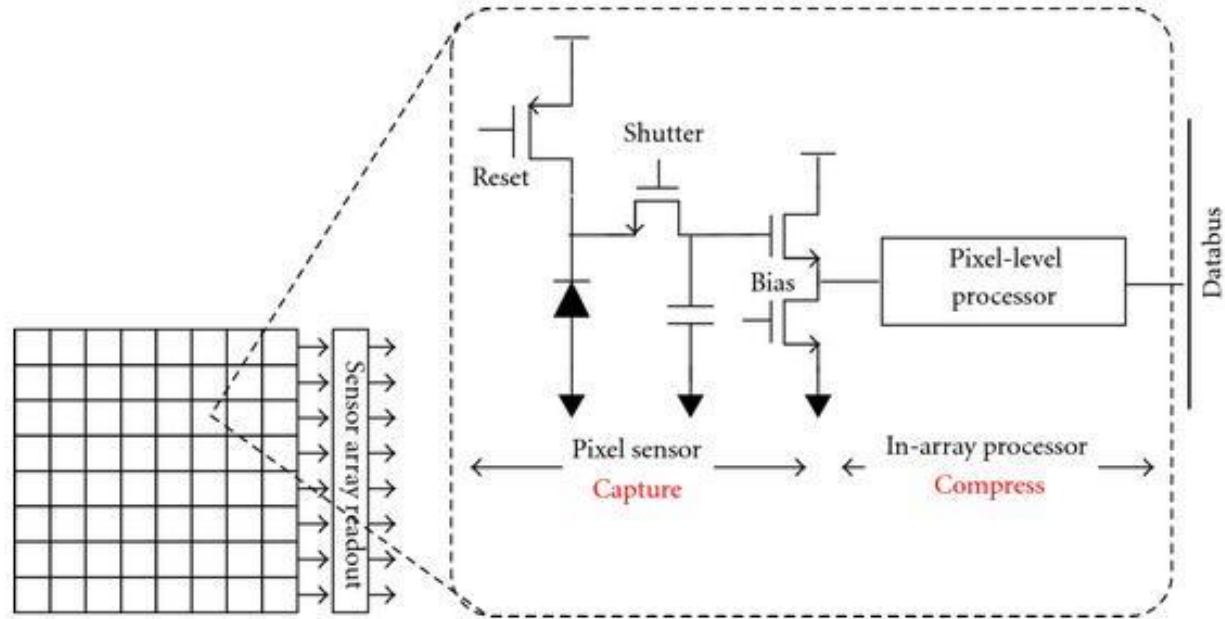 Shutter
Reset
Bias
Pixel-level
processor
Databus
Sensor array readout
Pixel sensor
Capture
In-array processor
Compress